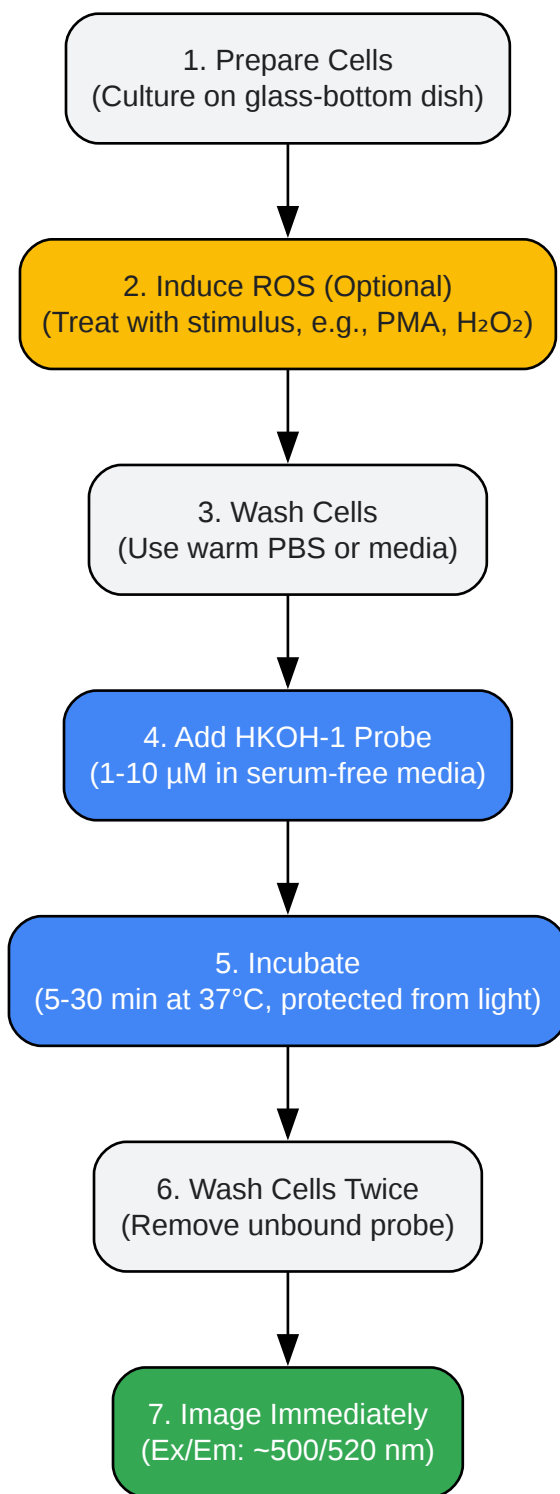 1. Prepare Cells
(Culture on glass-bottom dish)
2. Induce ROS (Optional)
(Treat with stimulus, e.g., PMA, H₂O₂)
3. Wash Cells
(Use warm PBS or media)
4. Add HKOH-1 Probe
(1-10 µM in serum-free media)
5. Incubate
(5-30 min at 37°C, protected from light)
6. Wash Cells Twice
(Remove unbound probe)
7. Image Immediately
(Ex/Em: ~500/520 nm)